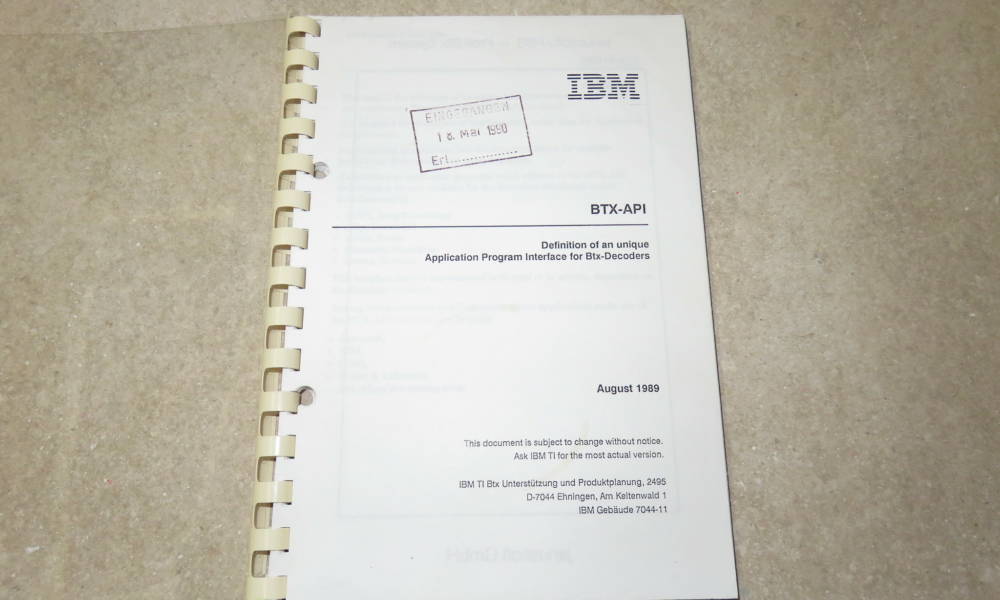 IBM
EINGEGANGEN
18. Mai 1990
Erl..................
BTX-API
Definition of an unique
Application Program Interface for Btx-Decoders
August 1989
This document is subject to change without notice.
Ask IBM TI for the most actual version.
IBM TI Btx Unterstützung und Produktplanung, 2495
D-7044 Ehningen, Am Keltenwald 1
IBM Gebäude 7044-11